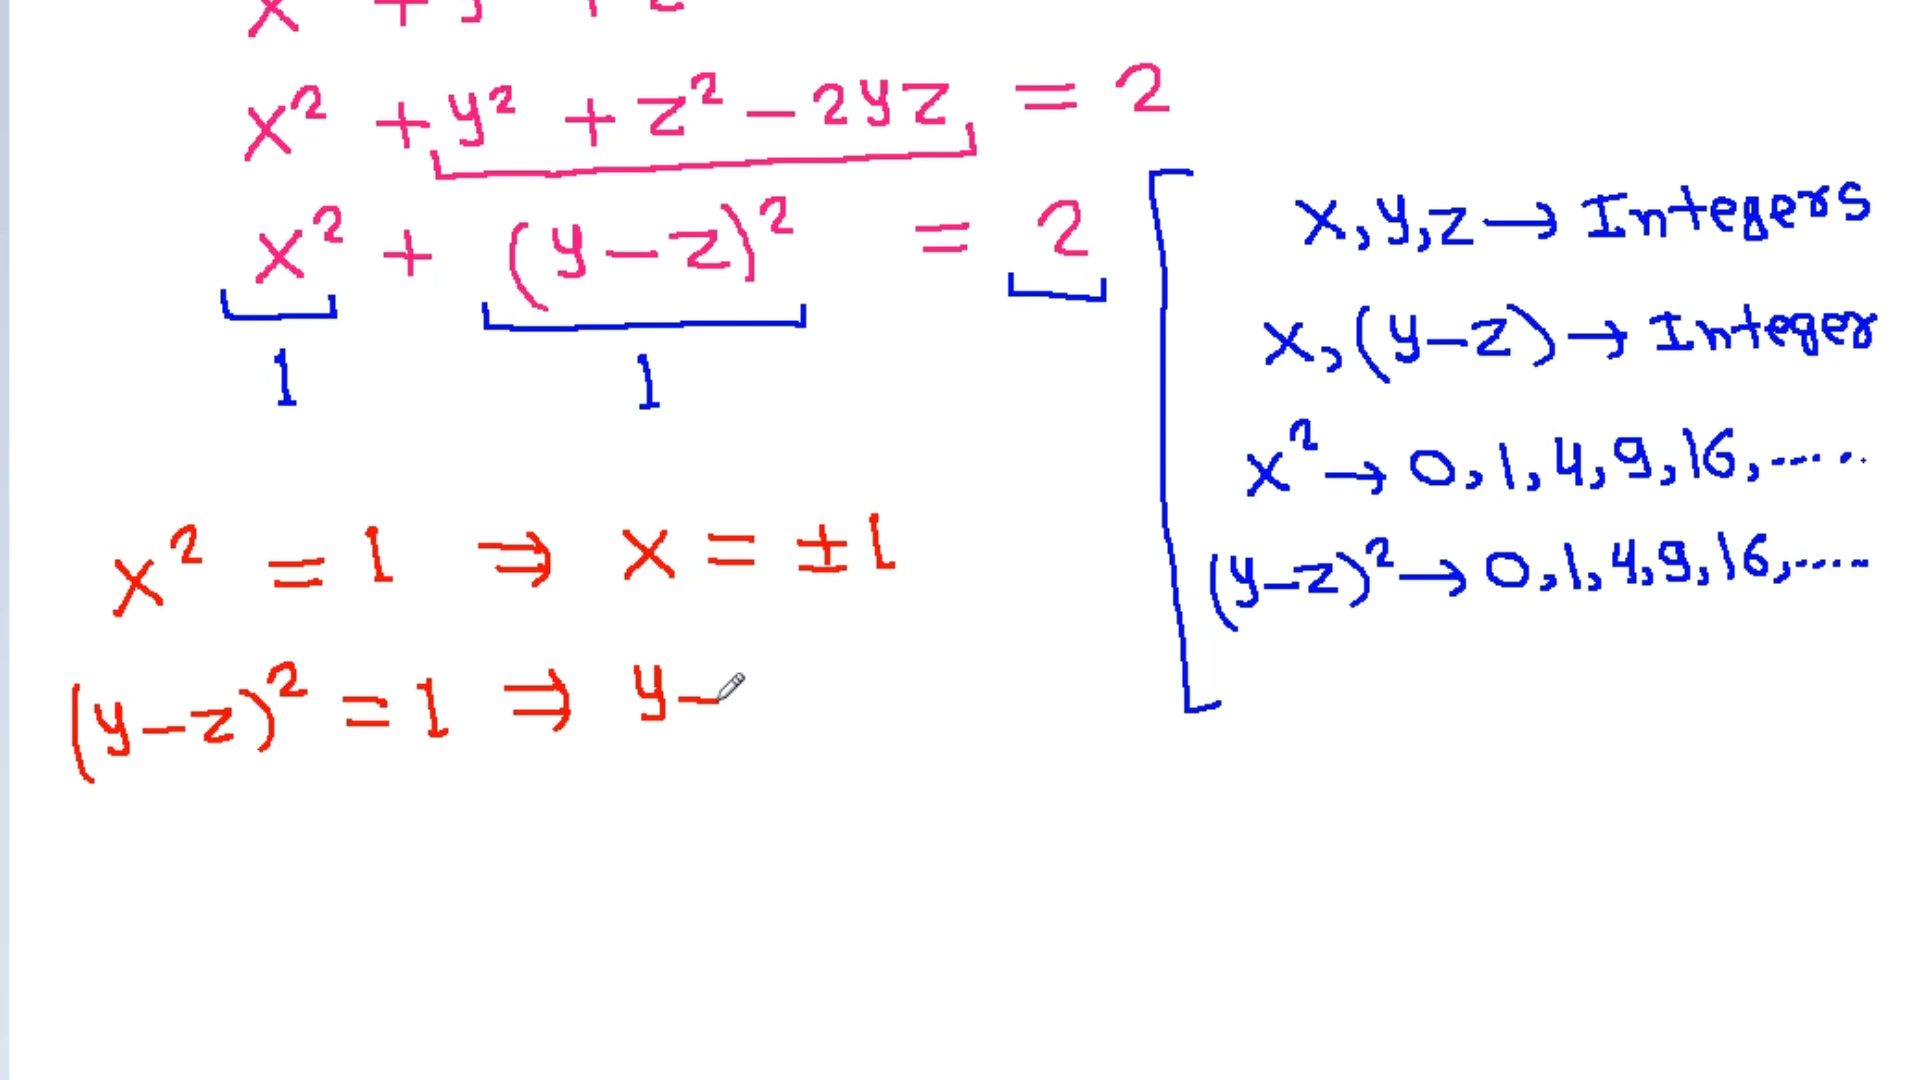 x² + y² + z² - 2yz = 2
x² + (y-z)² = 2
1 1
x² = 1 ⇒ x = ±1
(y-z)² = 1 ⇒ y-
x,y,z → Integers
x,(y-z) → Integer
x² → 0,1,4,9,16,.....
(y-z)² → 0,1,4,9,16,.....